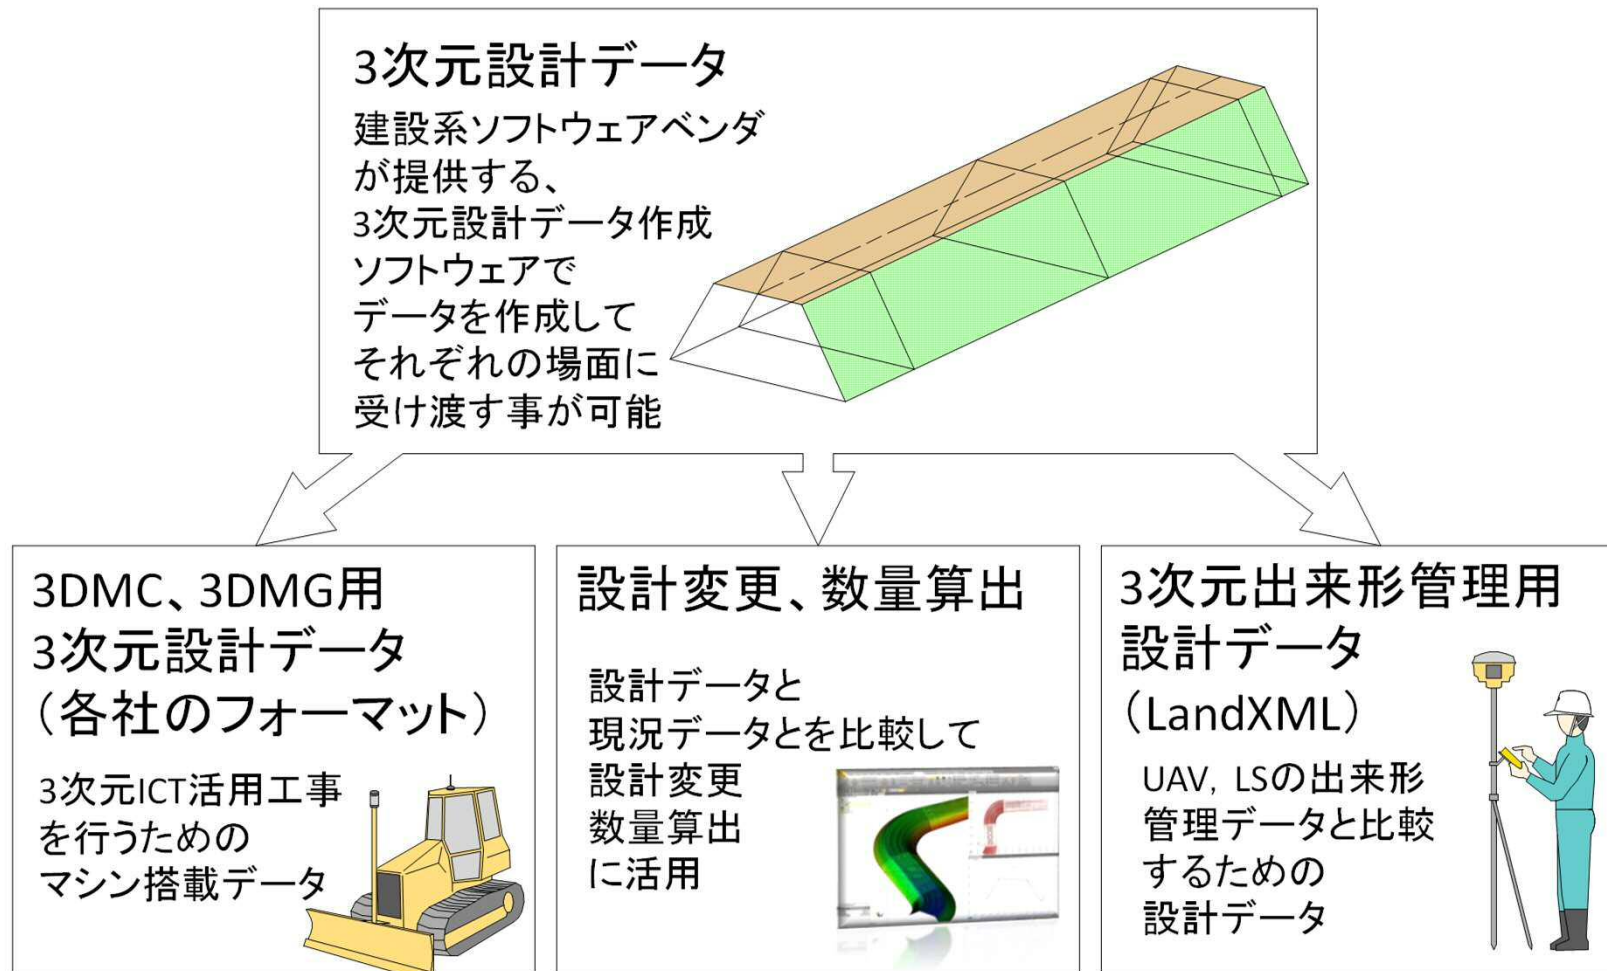 3次元設計データ
建設系ソフトウェアベンダ
が提供する、
3次元設計データ作成
ソフトウェアで
データを作成して
それぞれの場面に
受け渡す事が可能
3DMC、3DMG用
3次元設計データ
（各社のフォーマット）
3次元ICT活用工事
を行うための
マシン搭載データ
設計変更、数量算出
設計データと
現況データとを比較して
設計変更
数量算出
に活用
3次元出来形管理用
設計データ
（LandXML）
UAV, LSの出来形
管理データと比較
するための
設計データ